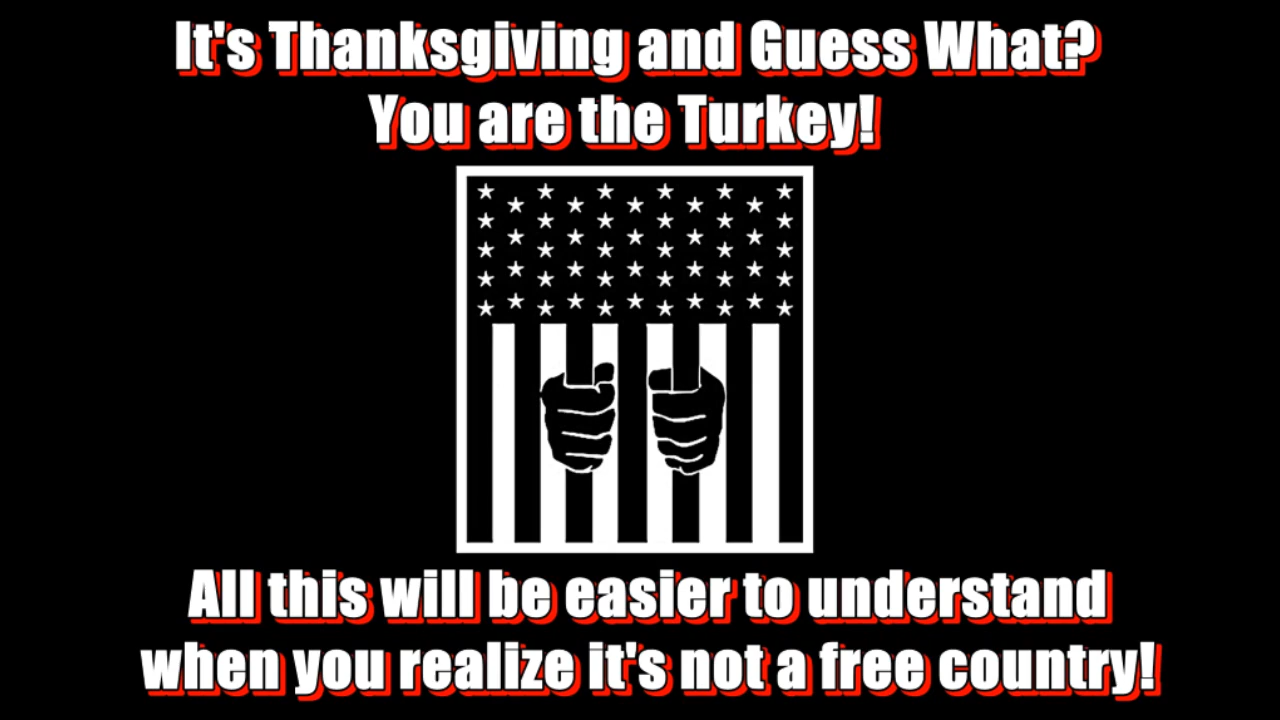 It's Thanksgiving and Guess What?
You are the Turkey!
All this will be easier to understand
when you realize it's not a free country!